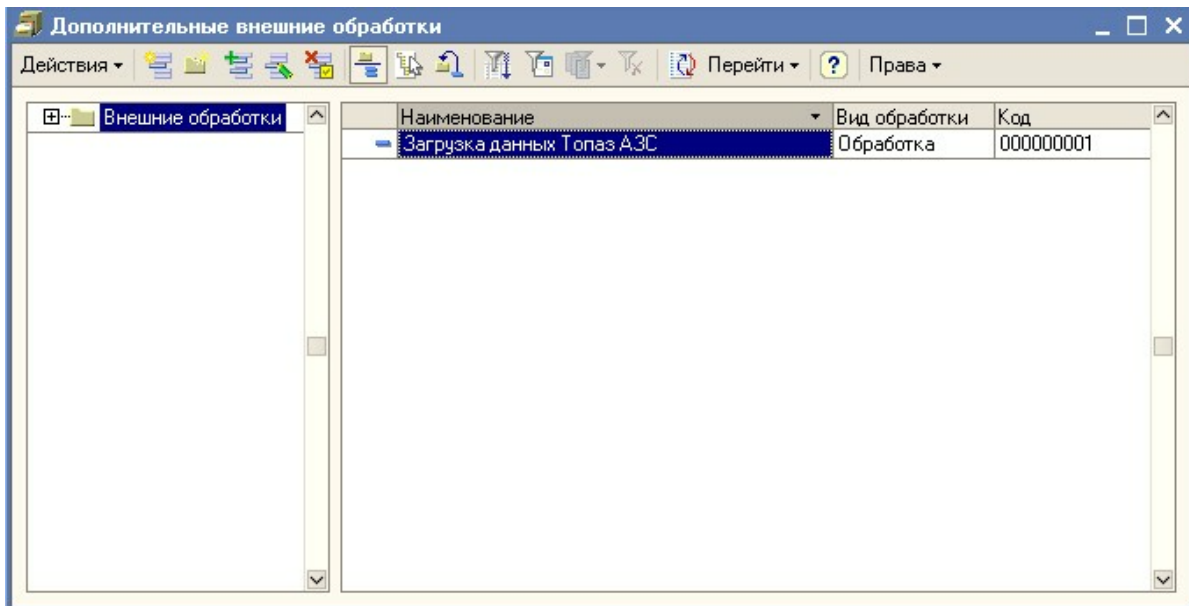 Дополнительные внешние обработки
Действия Перейти ? Права
Внешние обработки
Наименование Вид обработки Код
Загрузка данных Топаз АЗС Обработка 000000001